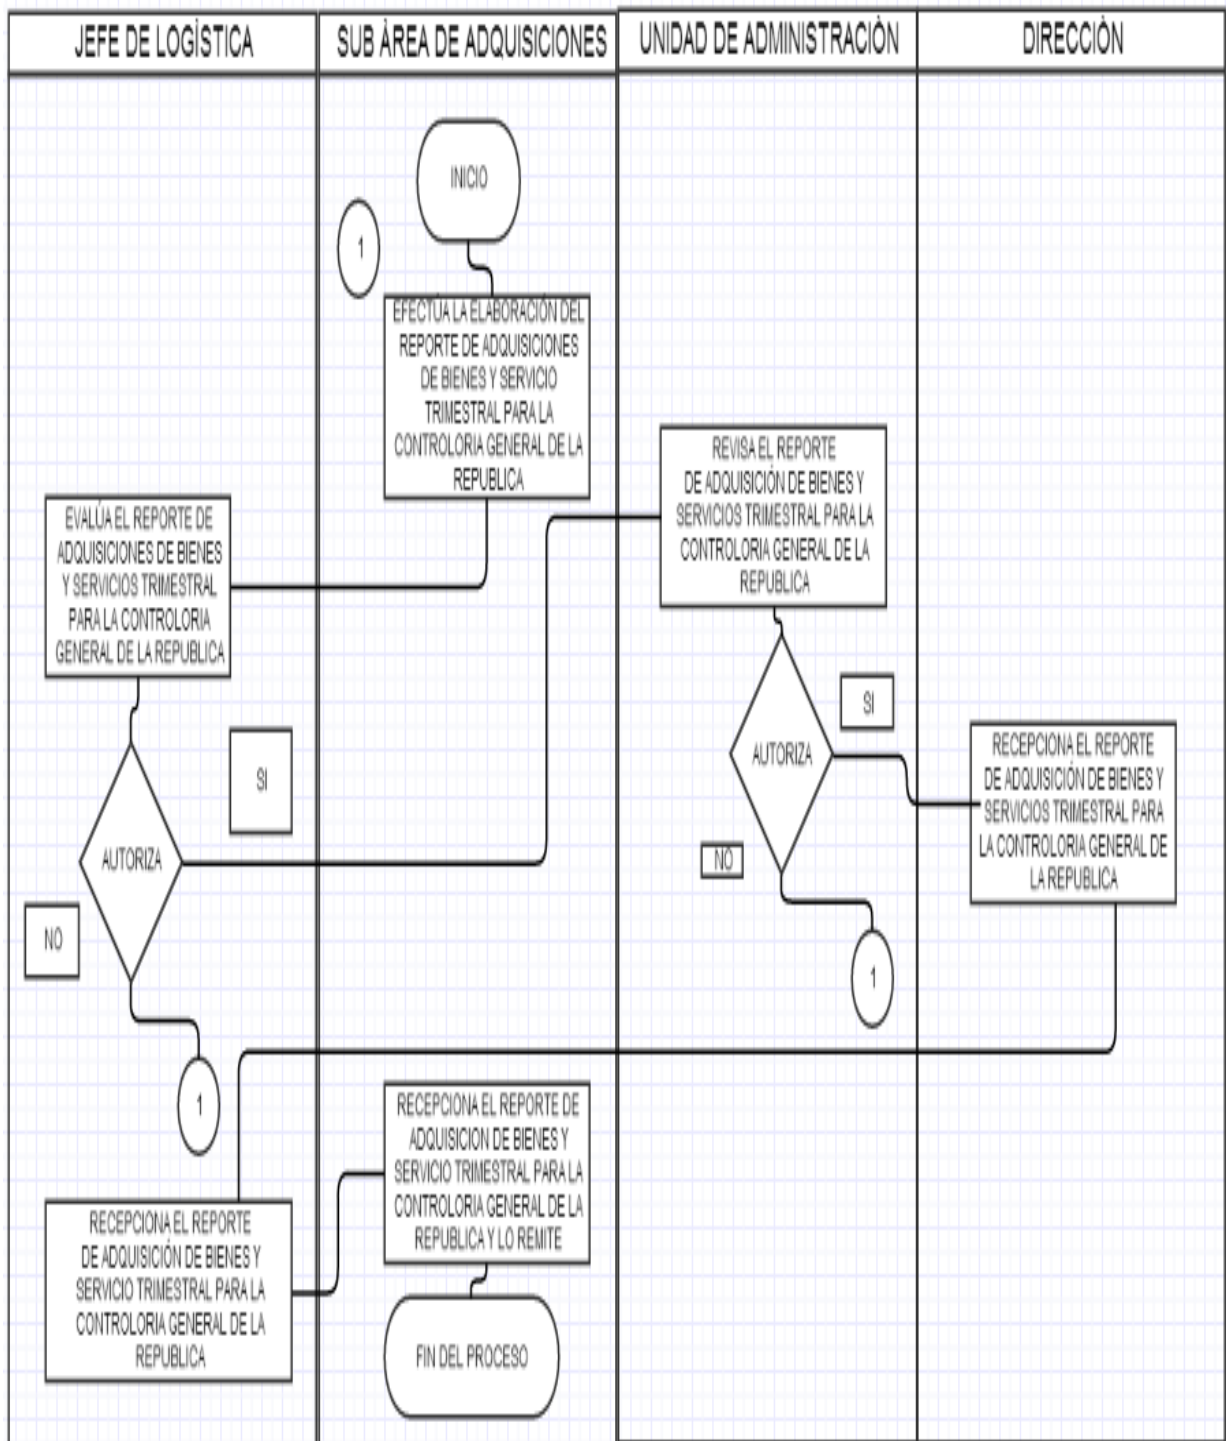 JEFE DE LOGÍSTICA
SUB ÁREA DE ADQUISICIONES
UNIDAD DE ADMINISTRACIÓN
DIRECCIÓN
INICIO
1
EFECTÚA LA ELABORACIÓN DEL
REPORTE DE ADQUISICIONES
DE BIENES Y SERVICIO
TRIMESTRAL PARA LA
CONTROLORIA GENERAL DE LA
REPUBLICA
EVALÚA EL REPORTE DE
ADQUISICIONES DE BIENES
Y SERVICIOS TRIMESTRAL
PARA LA CONTROLORIA
GENERAL DE LA REPUBLICA
SI
AUTORIZA
NO
1
REVISA EL REPORTE
DE ADQUISICIÓN DE BIENES Y
SERVICIOS TRIMESTRAL PARA LA
CONTROLORIA GENERAL DE LA
REPUBLICA
SI
AUTORIZA
NO
1
RECEPCIONA EL REPORTE
DE ADQUISICIÓN DE BIENES Y
SERVICIOS TRIMESTRAL PARA
LA CONTROLORIA GENERAL DE
LA REPUBLICA
RECEPCIONA EL REPORTE
DE ADQUISICIÓN DE BIENES Y
SERVICIO TRIMESTRAL PARA LA
CONTROLORIA GENERAL DE LA
REPUBLICA
RECEPCIONA EL REPORTE DE
ADQUISICION DE BIENES Y
SERVICIO TRIMESTRAL PARA LA
CONTROLORIA GENERAL DE LA
REPUBLICA Y LO REMITE
FIN DEL PROCESO